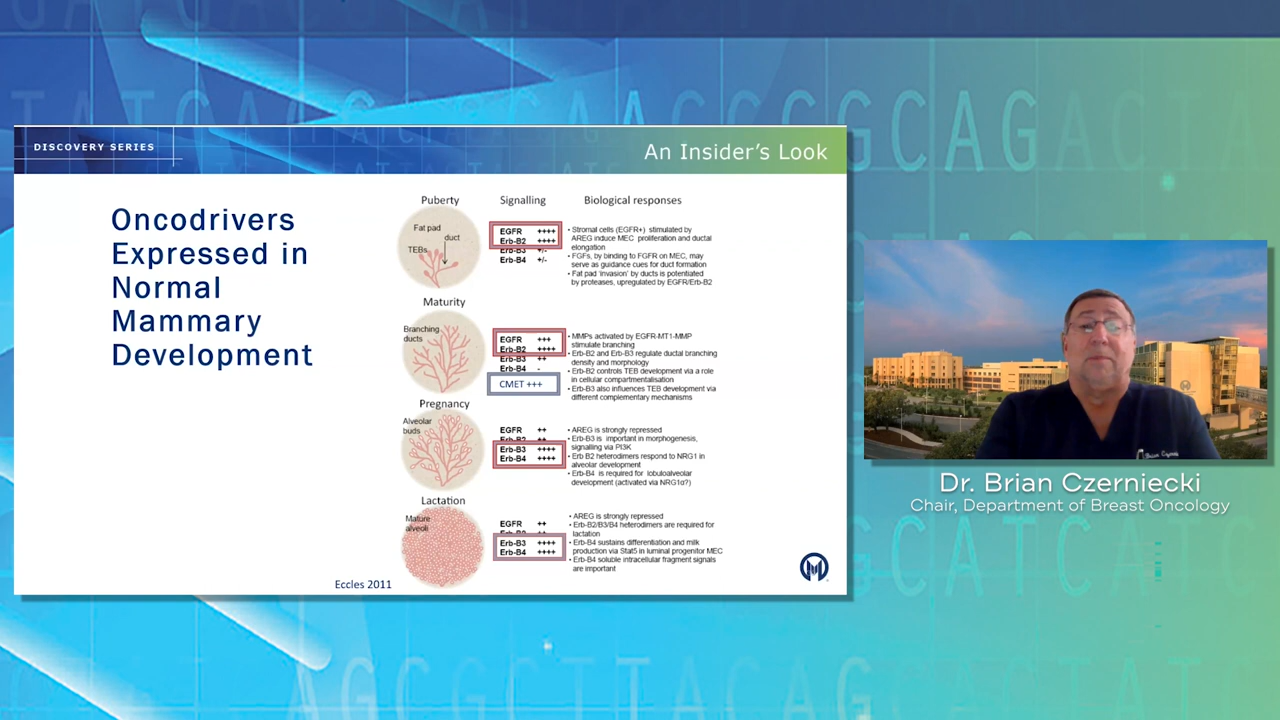 DISCOVERY SERIES
An Insider's Look
Oncodrivers
Expressed in
Normal
Mammary
Development
Puberty
Signalling
Biological responses
Fat pad
duct
TEBs
EGFR ++++
Erb-B2 ++++
Erb-B3 +/-
Erb-B4 +/-
• Stromal cells (EGFR+) stimulated by
AREG induce MEC proliferation and ductal
elongation
• FGFs, by binding to FGFR on MEC, may
serve as guidance cues for duct formation
• Fat pad 'invasion' by ducts is potentiated
by proteases, upregulated by EGFR/Erb-B2
Maturity
Branching
ducts
EGFR +++
Erb-B2 ++++
Erb-B3 ++
Erb-B4 -
CMET +++
• MMPs activated by EGFR-MT1-MMP
stimulate branching
• Erb-B2 and Erb-B3 regulate ductal branching
density and morphology
• Erb-B2 controls TEB development via a role
in cellular compartmentalisation
• Erb-B3 also influences TEB development via
different complementary mechanisms
Pregnancy
Alveolar
buds
EGFR ++
Erb-B2 ++
Erb-B3 ++++
Erb-B4 ++++
• AREG is strongly repressed
• Erb-B3 is important in morphogenesis,
signalling via PI3K
• Erb B2 heterodimers respond to NRG1 in
alveolar development
• Erb-B4 is required for lobuloalveolar
development (activated via NRG1α?)
Lactation
Mature
alveoli
EGFR ++
Erb-B2 ++
Erb-B3 ++++
Erb-B4 ++++
• AREG is strongly repressed
• Erb-B2/B3/B4 heterodimers are required for
lactation
• Erb-B4 sustains differentiation and milk
production via Stat5 in luminal progenitor MEC
• Erb-B4 soluble intracellular fragment signals
are important
Eccles 2011
Dr. Brian Czerniecki
Chair, Department of Breast Oncology